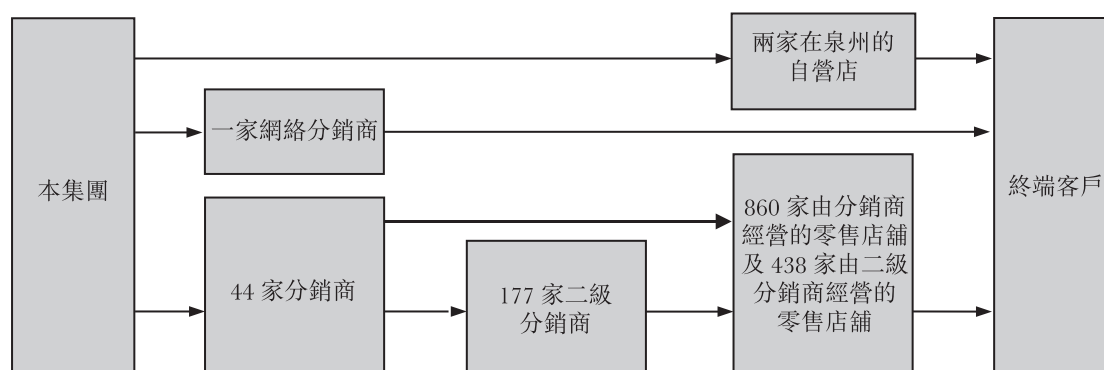 兩家在泉州的
自營店
一家網絡分銷商
本集團
終端客戶
860 家由分銷商
經營的零售店舖
及 438 家由二級
分銷商經營的
零售店舖
44 家分銷商
177 家二級
分銷商